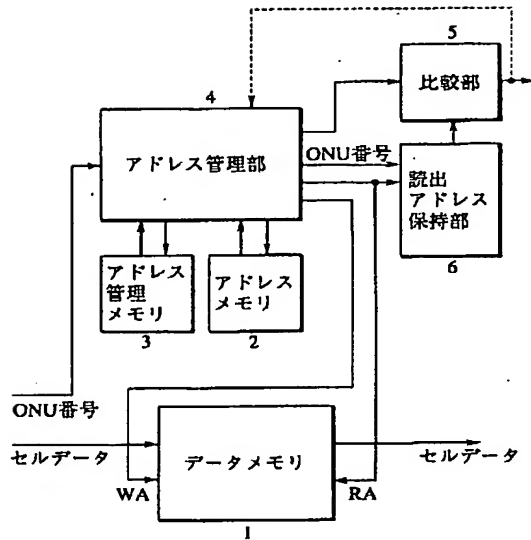 5
比較部
4
アドレス管理部
ONU番号
読出
アドレス
保持部
6
アドレス
管理
メモリ
3
アドレス
メモリ
2
ONU番号
セルデータ
データメモリ
セルデータ
WA
RA
1